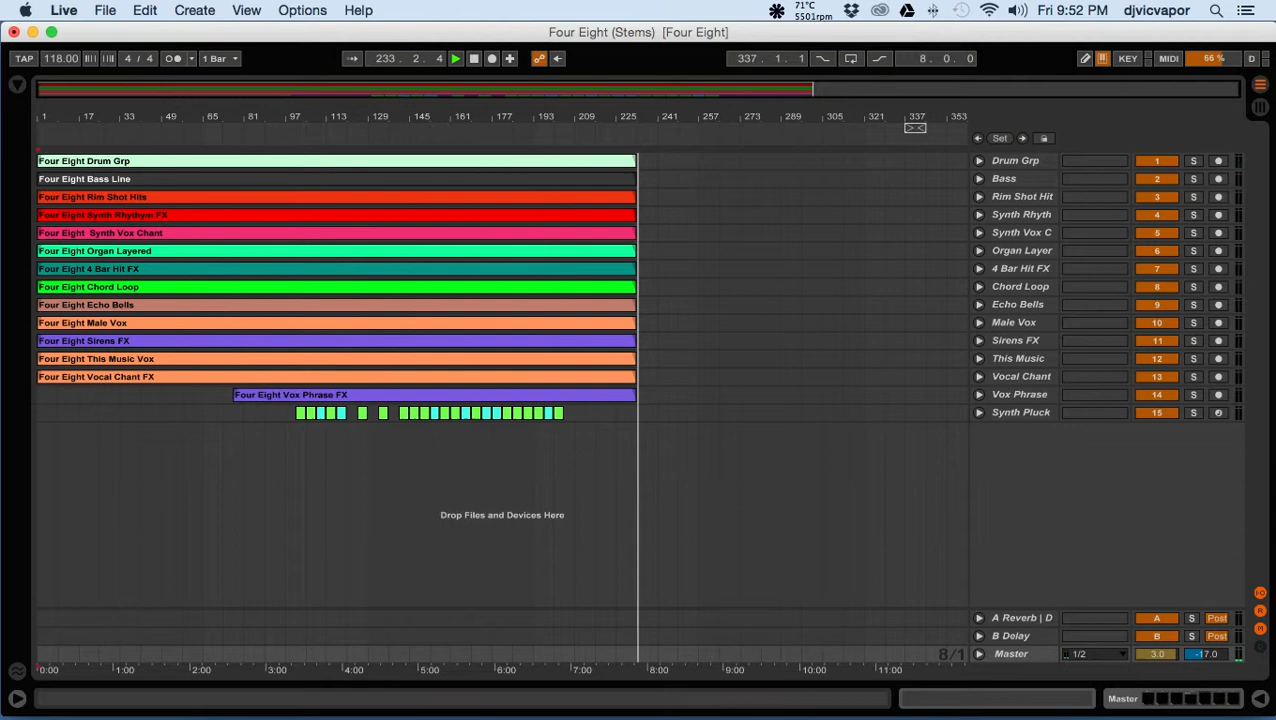 Live File Edit Create View Options Help 71°C 5501rpm Fri 9:52 PM djvicvapor
Four Eight (Stems) [Four Eight]
TAP 118.00 4 / 4 1 Bar 233 . 2 . 4 337 . 1 . 1 8 . 0 . 0 KEY MIDI 66 % D
1 17 33 49 65 81 97 113 129 145 161 177 193 209 225 241 257 273 289 305 321 337 353
Set
Four Eight Drum Grp Drum Grp 1 S
Four Eight Bass Line Bass 2 S
Four Eight Rim Shot Hits Rim Shot Hit 3 S
Four Eight Synth Rhythym FX Synth Rhyth 4 S
Four Eight Synth Vox Chant Synth Vox C 5 S
Four Eight Organ Layered Organ Layer 6 S
Four Eight 4 Bar Hit FX 4 Bar Hit FX 7 S
Four Eight Chord Loop Chord Loop 8 S
Four Eight Echo Bells Echo Bells 9 S
Four Eight Male Vox Male Vox 10 S
Four Eight Sirens FX Sirens FX 11 S
Four Eight This Music Vox This Music 12 S
Four Eight Vocal Chant FX Vocal Chant 13 S
Four Eight Vox Phrase FX Vox Phrase 14 S
Synth Pluck 15 S
Drop Files and Devices Here
A Reverb | D A S Post
B Delay B S Post
8/1 Master 1/2 3.0 -17.0
0:00 1:00 2:00 3:00 4:00 5:00 6:00 7:00 8:00 9:00 10:00 11:00
Master